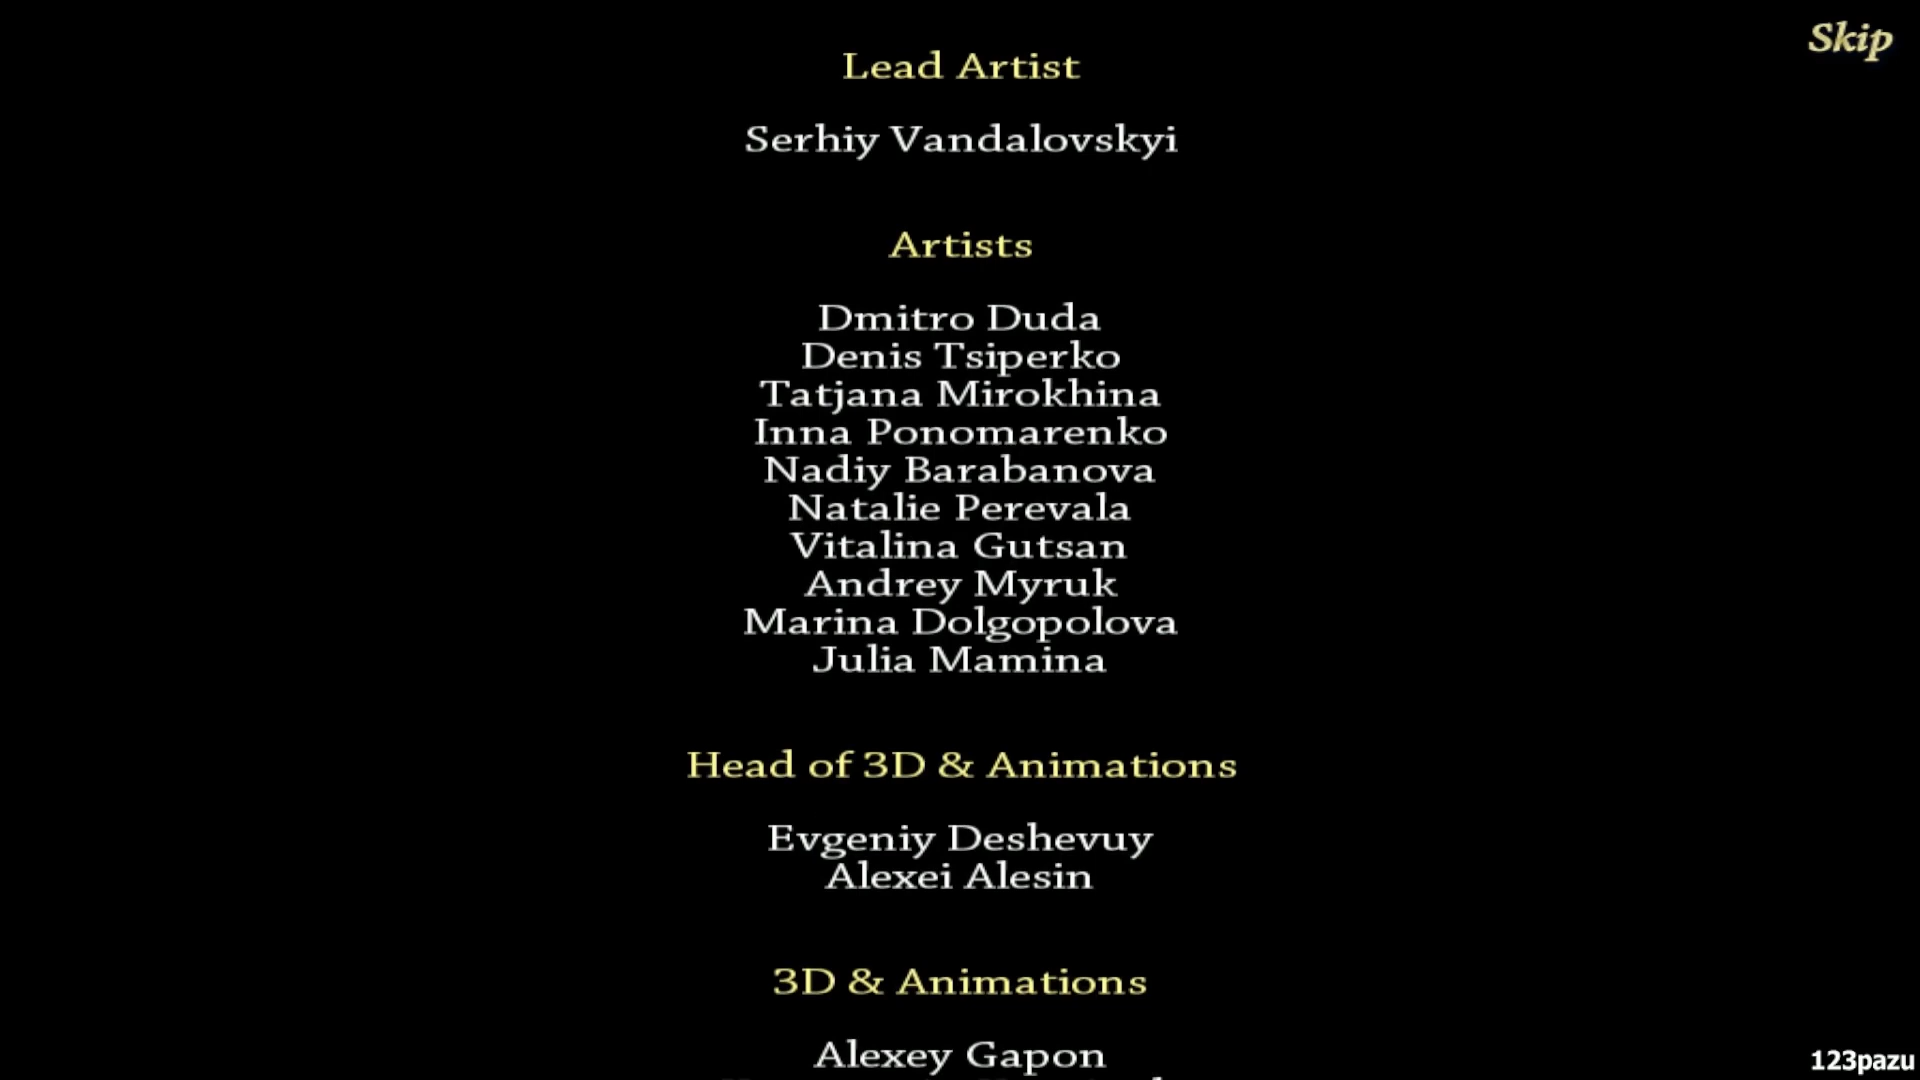 Skip
Lead Artist
Serhiy Vandalovskyi
Artists
Dmitro Duda
Denis Tsiperko
Tatjana Mirokhina
Inna Ponomarenko
Nadiy Barabanova
Natalie Perevala
Vitalina Gutsan
Andrey Myruk
Marina Dolgopolova
Julia Mamina
Head of 3D & Animations
Evgeniy Deshevuy
Alexei Alesin
3D & Animations
Alexey Gapon
123pazu